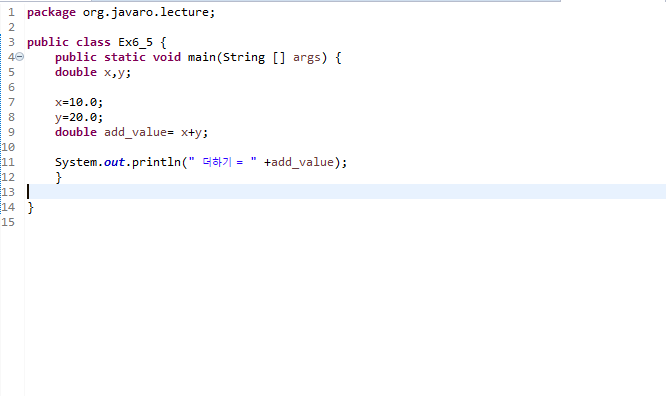 1 package org.javaro.lecture;
2
3 public class Ex6_5 {
4 public static void main(String [] args) {
5 double x,y;
6
7 x=10.0;
8 y=20.0;
9 double add_value= x+y;
10
11 System.out.println(" 더하기 = " +add_value);
12 }
13
14 }
15